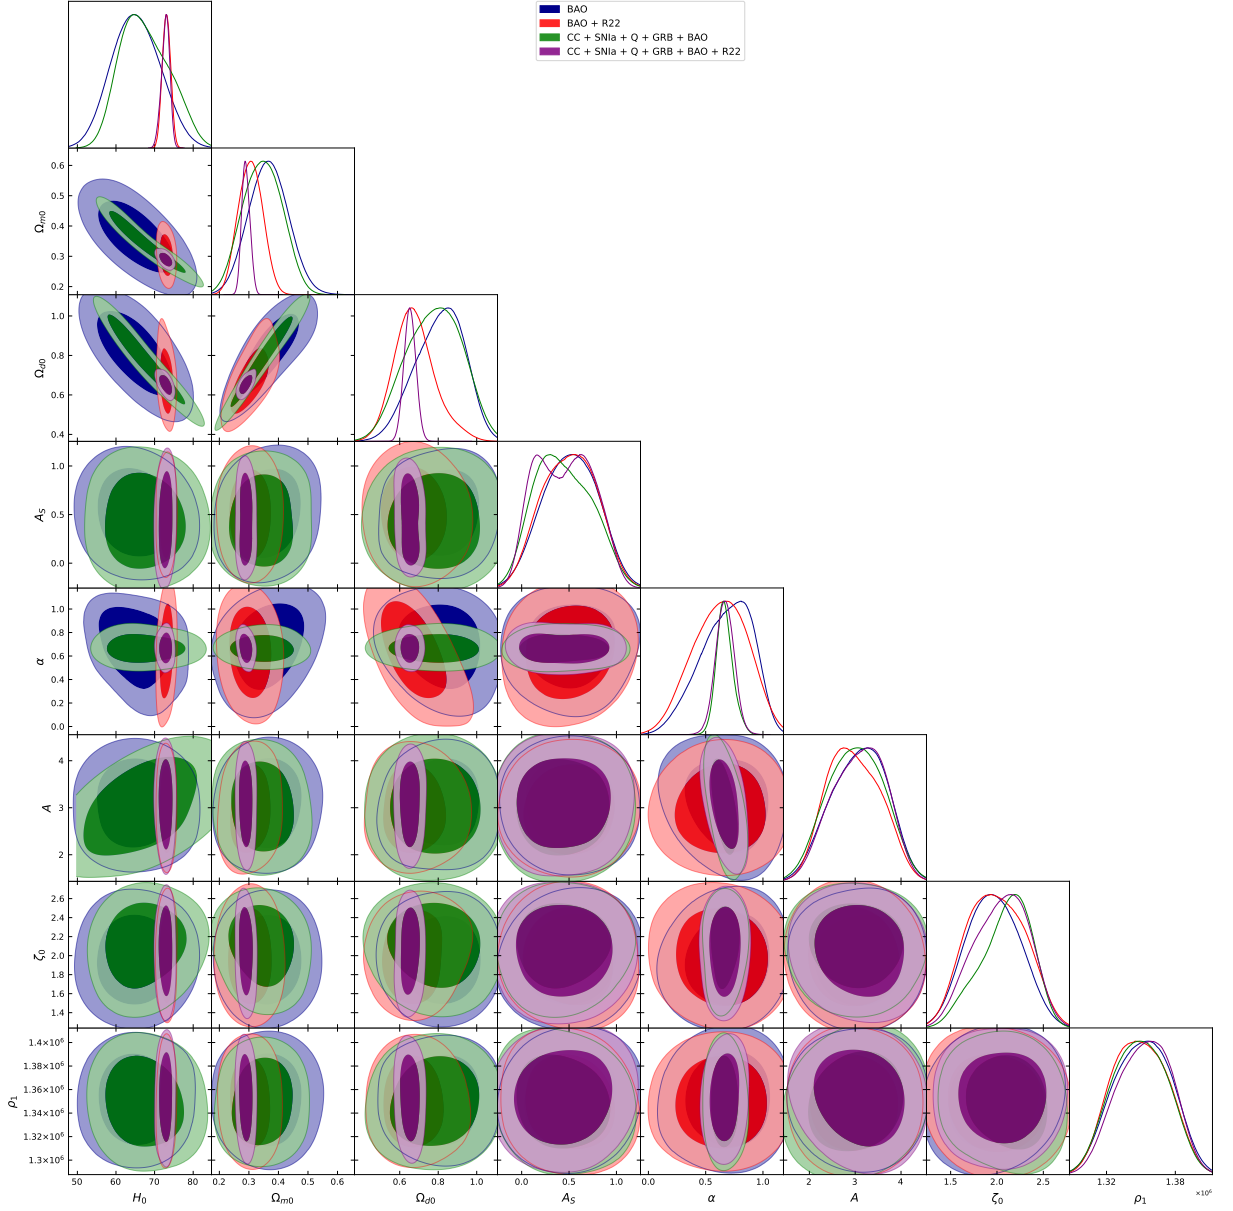 BAO
BAO + R22
CC + SNIa + Q + GRB + BAO
CC + SNIa + Q + GRB + BAO + R22
0.6
0.5
0.4
0.3
0.2
Ωm0
1.0
0.8
0.6
0.4
Ωd0
1.0
0.5
0.0
AS
1.0
0.8
0.6
0.4
0.2
0.0
α
4
3
2
A
2.6
2.4
2.2
2.0
1.8
1.6
1.4
ζ0
1.4×10⁶
1.38×10⁶
1.36×10⁶
1.34×10⁶
1.32×10⁶
1.3×10⁶
ρ1
50 60 70 80 0.2 0.3 0.4 0.5 0.6 0.6 0.8 1.0 0.0 0.5 1.0 0.0 0.5 1.0 2 3 4 1.5 2.0 2.5 1.32 1.38
×10⁶
H0 Ωm0 Ωd0 AS α A ζ0 ρ1